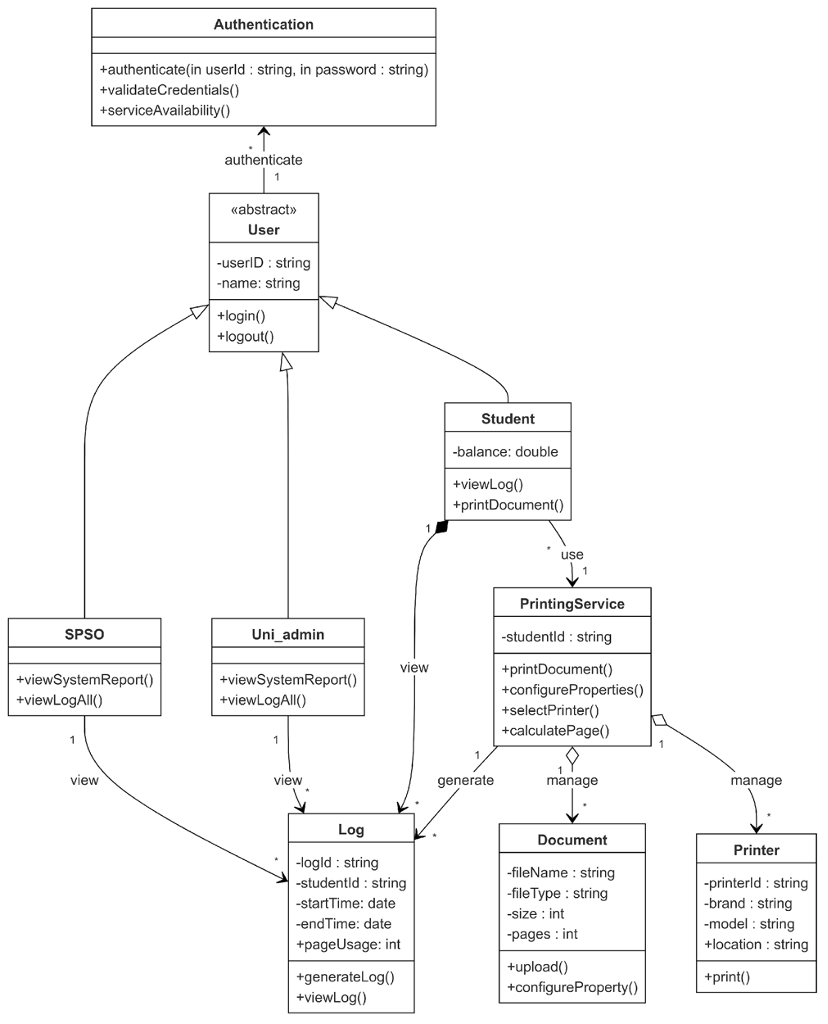 Authentication
+authenticate(in userId : string, in password : string)
+validateCredentials()
+serviceAvailability()
*
authenticate
1
«abstract»
User
-userID : string
-name: string
+login()
+logout()
Student
-balance: double
+viewLog()
+printDocument()
1
*
use
1
PrintingService
-studentId : string
+printDocument()
+configureProperties()
+selectPrinter()
+calculatePage()
SPSO
+viewSystemReport()
+viewLogAll()
Uni_admin
+viewSystemReport()
+viewLogAll()
view
1
view
*
1
view
*
*
1
generate
*
1
manage
*
1
manage
*
Log
-logId : string
-studentId : string
-startTime: date
-endTime: date
+pageUsage: int
+generateLog()
+viewLog()
Document
-fileName : string
-fileType : string
-size : int
-pages : int
+upload()
+configureProperty()
Printer
-printerId : string
-brand : string
-model : string
+location : string
+print()